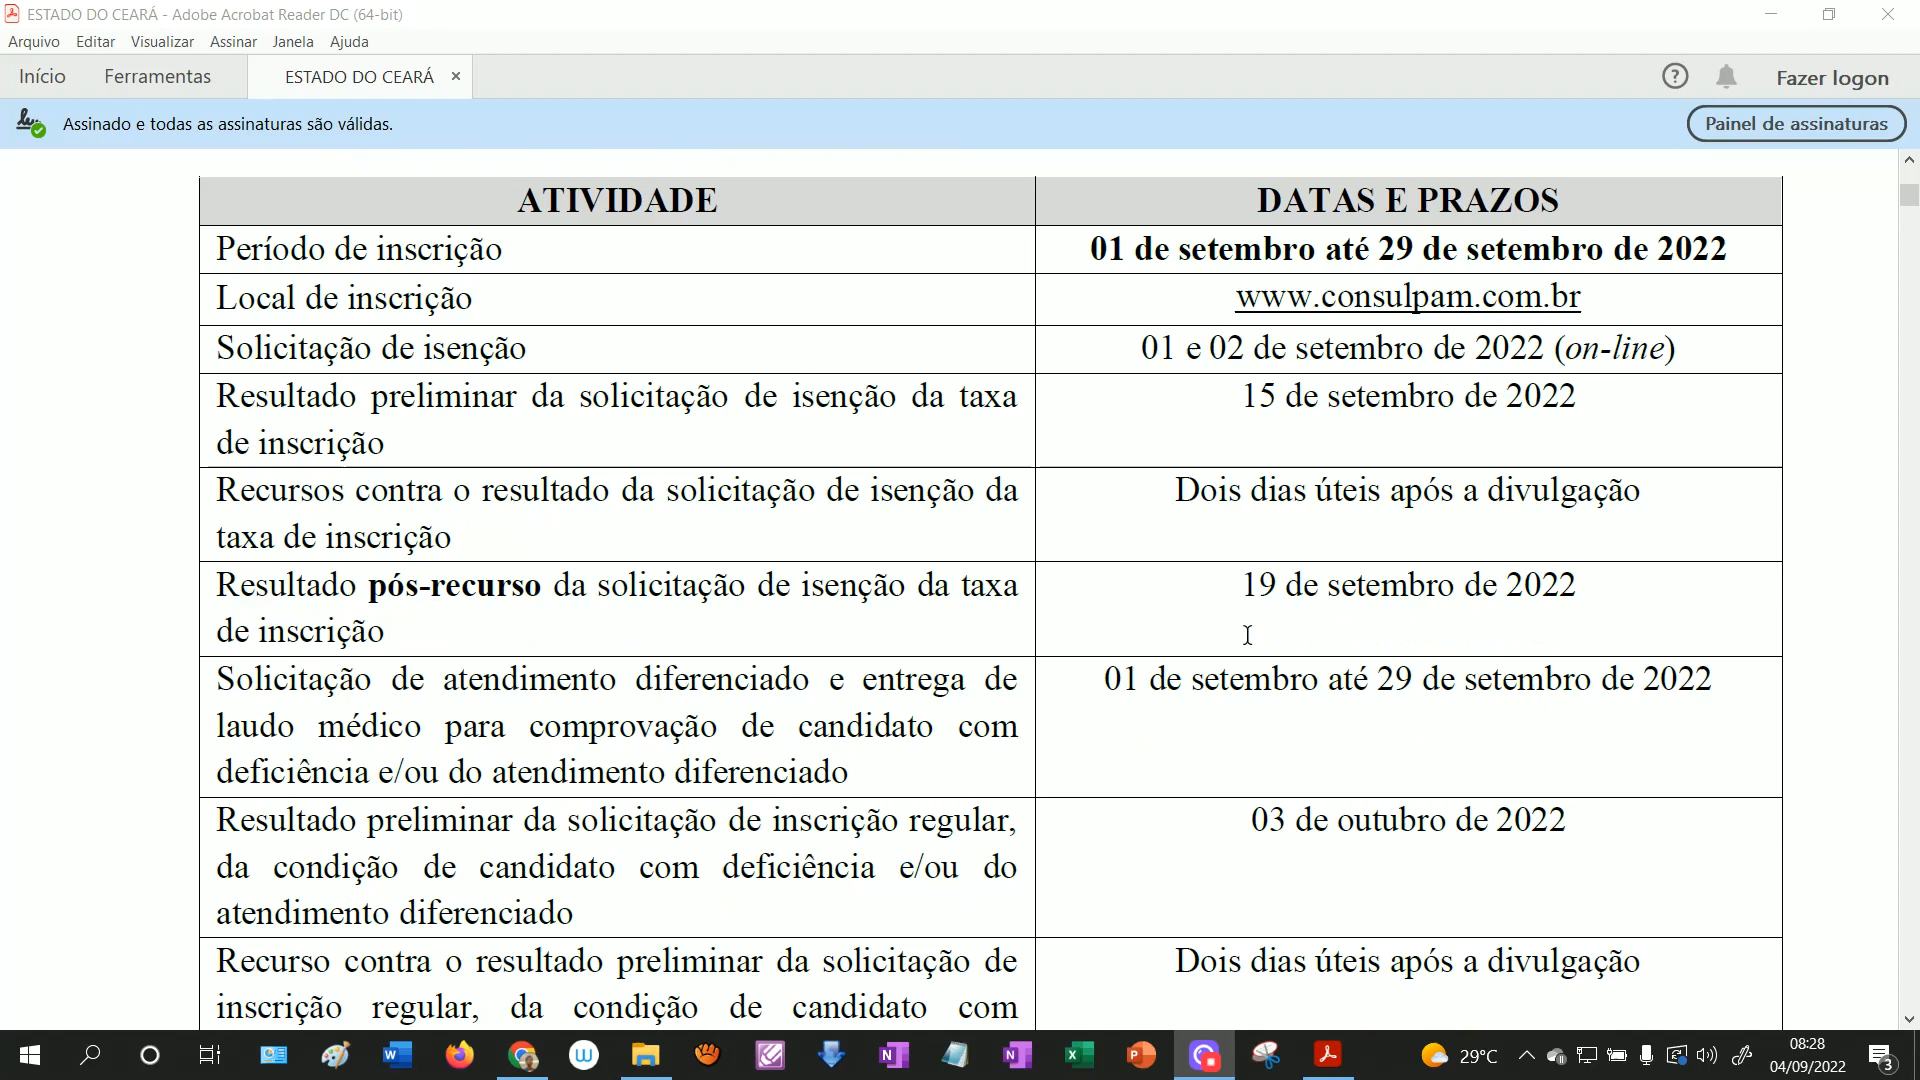 ESTADO DO CEARÁ - Adobe Acrobat Reader DC (64-bit)
Arquivo Editar Visualizar Assinar Janela Ajuda
Início Ferramentas ESTADO DO CEARÁ × Fazer logon
Assinado e todas as assinaturas são válidas. Painel de assinaturas
ATIVIDADE DATAS E PRAZOS
Período de inscrição 01 de setembro até 29 de setembro de 2022
Local de inscrição www.consulpam.com.br
Solicitação de isenção 01 e 02 de setembro de 2022 (on-line)
Resultado preliminar da solicitação de isenção da taxa 15 de setembro de 2022
de inscrição
Recursos contra o resultado da solicitação de isenção da Dois dias úteis após a divulgação
taxa de inscrição
Resultado pós-recurso da solicitação de isenção da taxa 19 de setembro de 2022
de inscrição
Solicitação de atendimento diferenciado e entrega de 01 de setembro até 29 de setembro de 2022
laudo médico para comprovação de candidato com
deficiência e/ou do atendimento diferenciado
Resultado preliminar da solicitação de inscrição regular, 03 de outubro de 2022
da condição de candidato com deficiência e/ou do
atendimento diferenciado
Recurso contra o resultado preliminar da solicitação de Dois dias úteis após a divulgação
inscrição regular, da condição de candidato com
29°C 08:28
04/09/2022 3